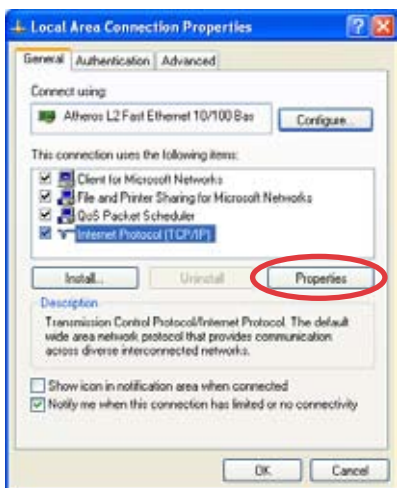 Local Area Connection Properties
General Authentication Advanced
Connect using:
Atheros L2 Fast Ethernet 10/100 Bas
Configure...
This connection uses the following items:
Client for Microsoft Networks
File and Printer Sharing for Microsoft Networks
QoS Packet Scheduler
Internet Protocol (TCP/IP)
Install... Uninstall Properties
Description
Transmission Control Protocol/Internet Protocol. The default
wide area network protocol that provides communication
across diverse interconnected networks.
Show icon in notification area when connected
Notify me when this connection has limited or no connectivity
OK Cancel